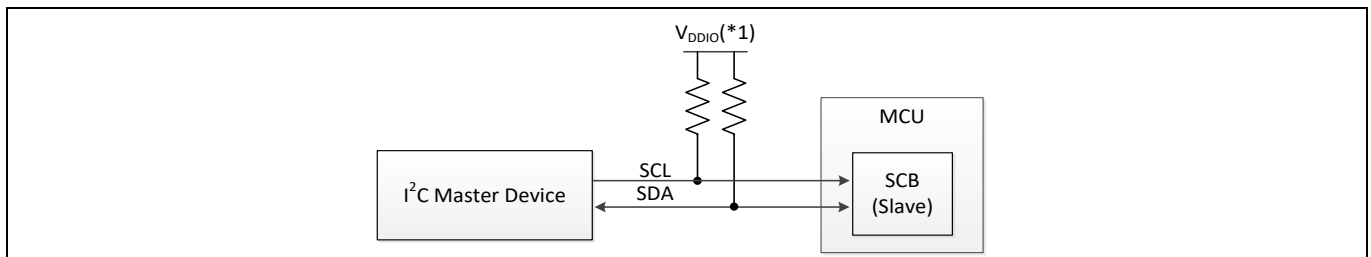 V_DDIO(*1)
MCU
SCL
I²C Master Device
SDA
SCB
(Slave)